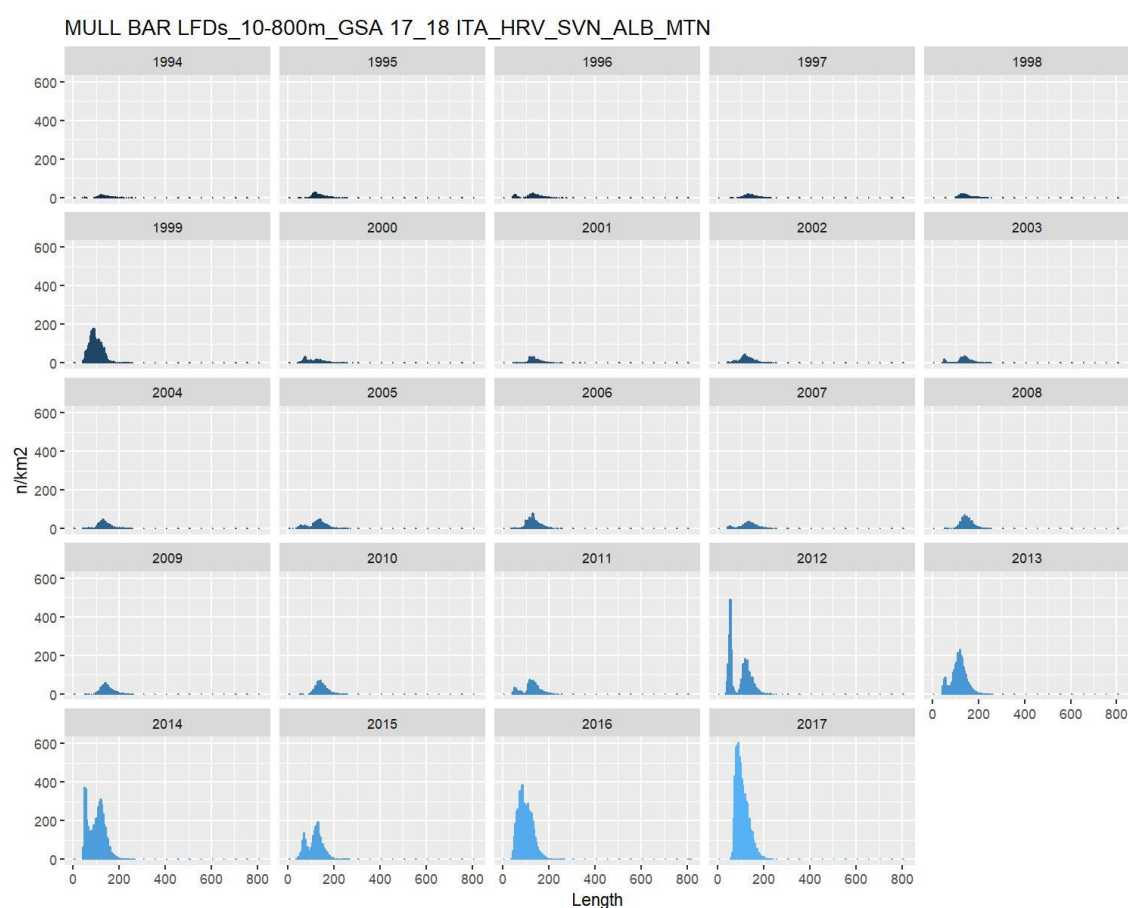 MULL BAR LFDs_10-800m_GSA 17_18 ITA_HRV_SVN_ALB_MTN
1994 1995 1996 1997 1998
600
400
200
0
1999 2000 2001 2002 2003
600
400
200
0
2004 2005 2006 2007 2008
600
400
200
0
n/km2
2009 2010 2011 2012 2013
600
400
200
0
0 200 400 600 800
2014 2015 2016 2017
600
400
200
0
0 200 400 600 800 0 200 400 600 800 0 200 400 600 800 0 200 400 600 800
Length